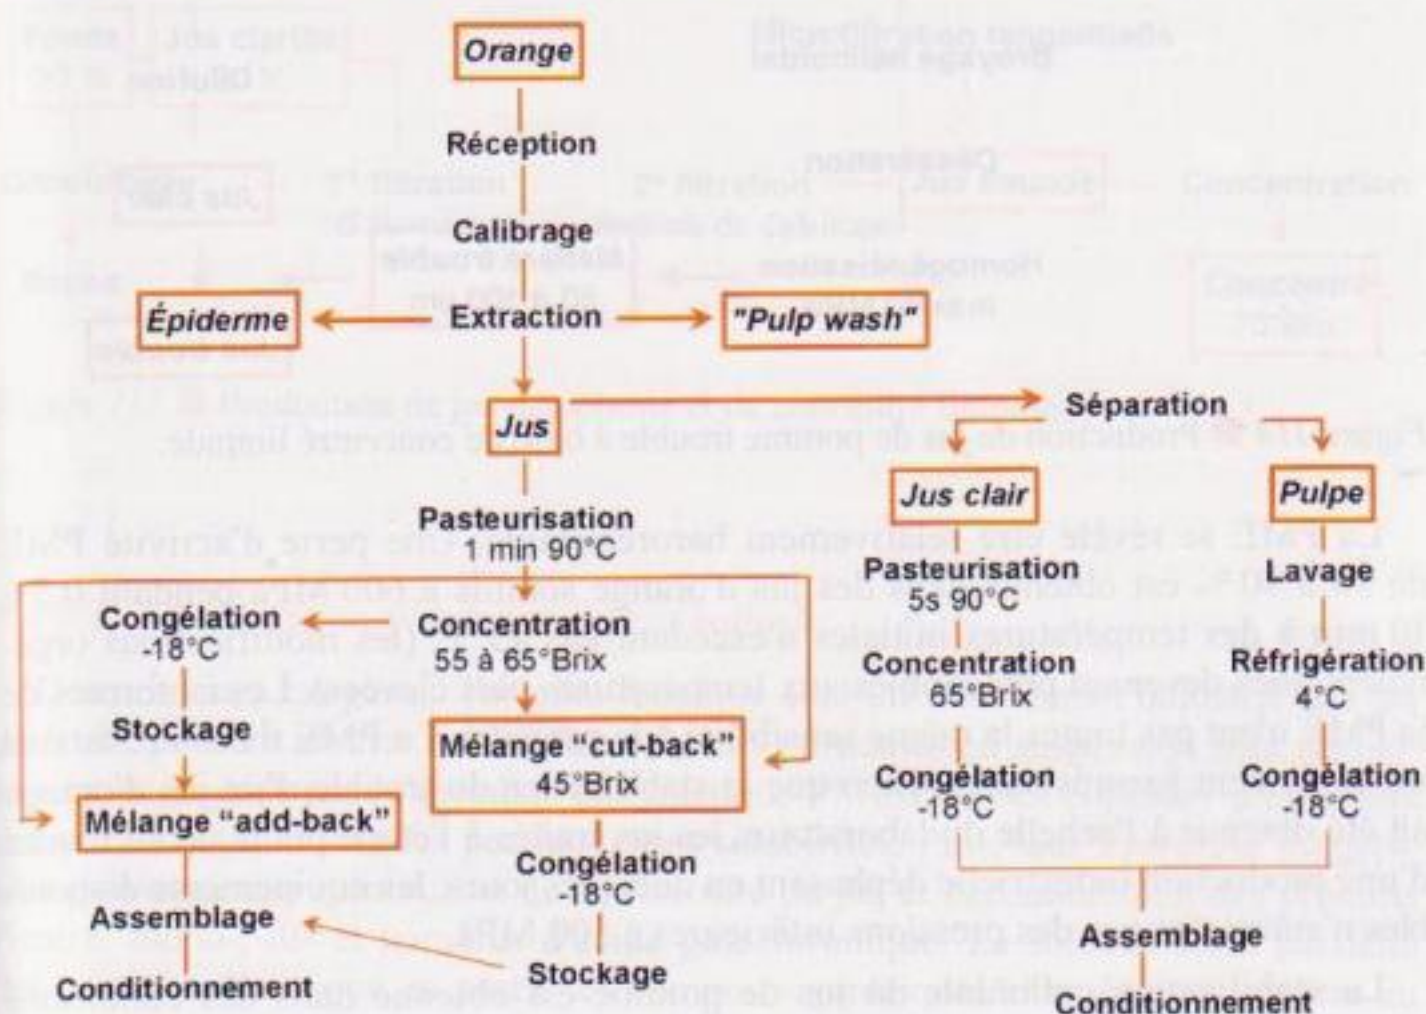 Orange
Réception
Calibrage
Épiderme
Extraction
"Pulp wash"
Jus
Séparation
Jus clair
Pulpe
Pasteurisation
1 min 90°C
Congélation
-18°C
Concentration
55 à 65°Brix
Stockage
Mélange “cut-back”
45°Brix
Mélange “add-back”
Congélation
-18°C
Assemblage
Stockage
Conditionnement
Pasteurisation
5s 90°C
Concentration
65°Brix
Congélation
-18°C
Lavage
Réfrigération
4°C
Congélation
-18°C
Assemblage
Conditionnement